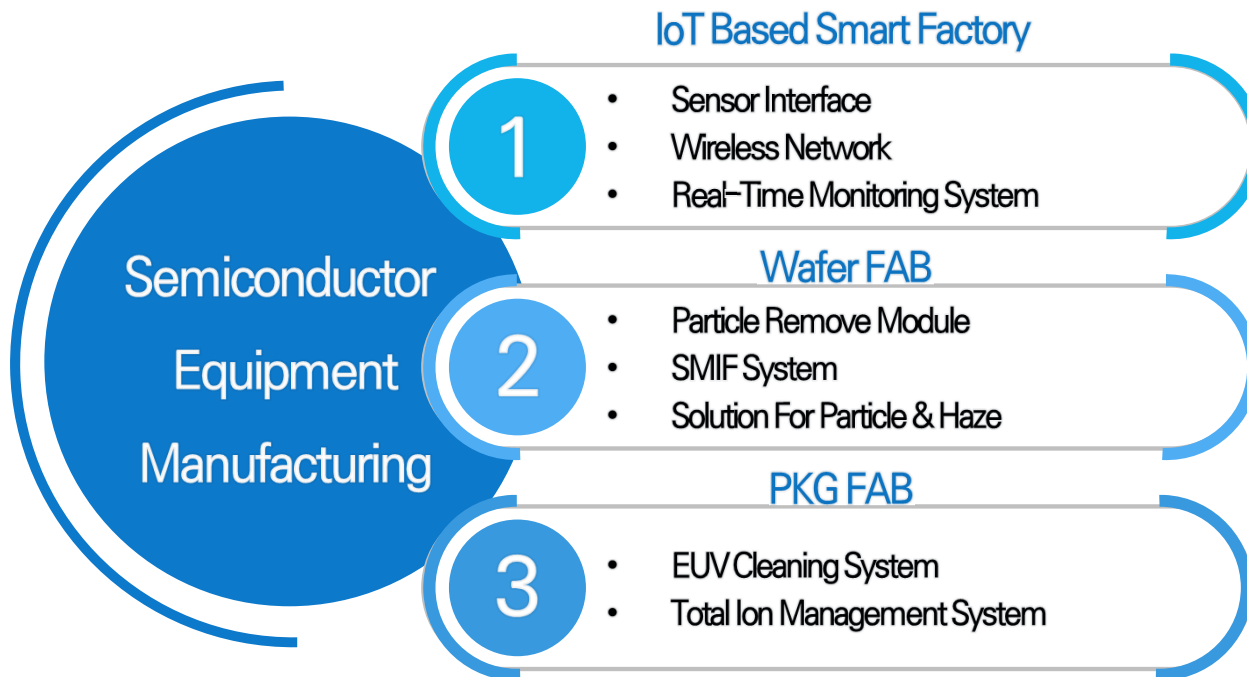 IoT Based Smart Factory
1
• Sensor Interface
• Wireless Network
• Real-Time Monitoring System
Semiconductor
Equipment
Manufacturing
Wafer FAB
2
• Particle Remove Module
• SMIF System
• Solution For Particle & Haze
PKG FAB
3
• EUV Cleaning System
• Total Ion Management System